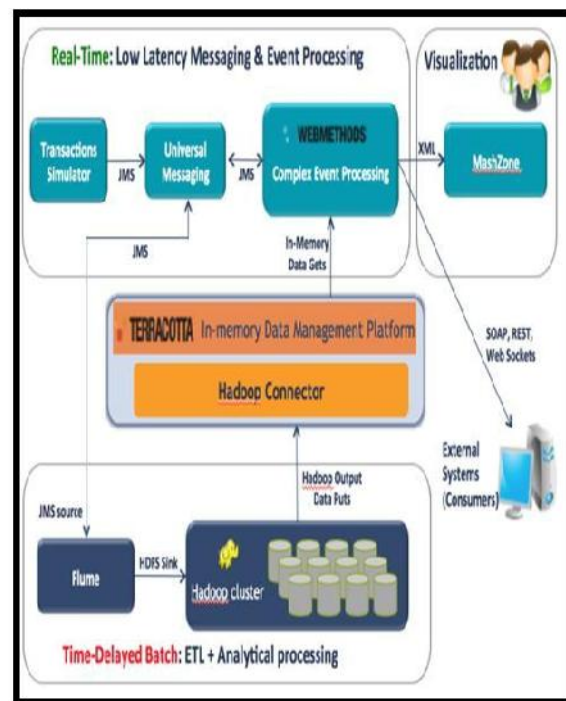 Real-Time: Low Latency Messaging & Event Processing
Visualization
Transactions
Simulator
JMS
Universal
Messaging
JMS
WEBMETHODS
Complex Event Processing
XML
MashZone
JMS
In-Memory
Data Gets
TERRACOTTA In-memory Data Management Platform
Hadoop Connector
SOAP, REST,
Web Sockets
Hadoop Output
Data Puts
External
Systems
(Consumers)
JMS source
Flume
HDFS Sink
Hadoop cluster
Time-Delayed Batch: ETL + Analytical processing